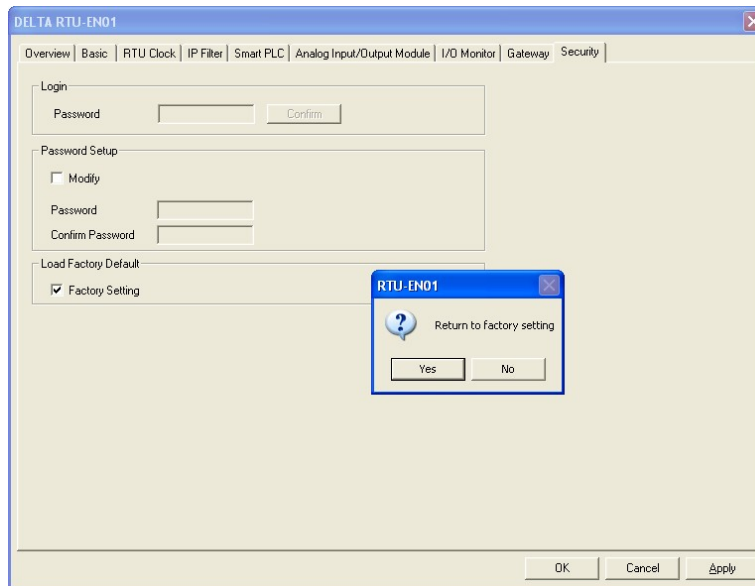 DELTA RTU-EN01
Overview Basic RTU Clock IP Filter Smart PLC Analog Input/Output Module I/O Monitor Gateway Security
Login
Password Confirm
Password Setup
Modify
Password
Confirm Password
Load Factory Default
Factory Setting
RTU-EN01
Return to factory setting
Yes No
OK Cancel Apply